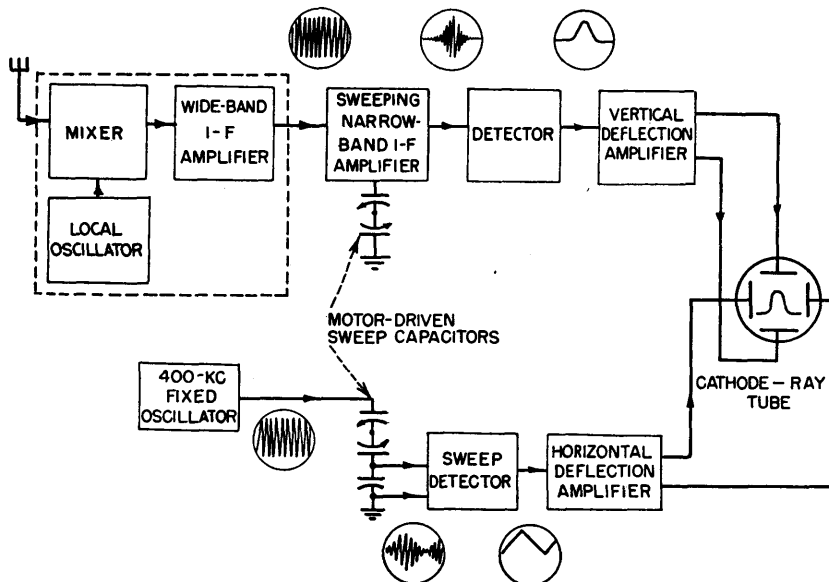 MIXER
WIDE-BAND
I-F
AMPLIFIER
SWEEPING
NARROW-
BAND I-F
AMPLIFIER
DETECTOR
VERTICAL
DEFLECTION
AMPLIFIER
LOCAL
OSCILLATOR
MOTOR-DRIVEN
SWEEP CAPACITORS
CATHODE-RAY
TUBE
400-KC
FIXED
OSCILLATOR
SWEEP
DETECTOR
HORIZONTAL
DEFLECTION
AMPLIFIER